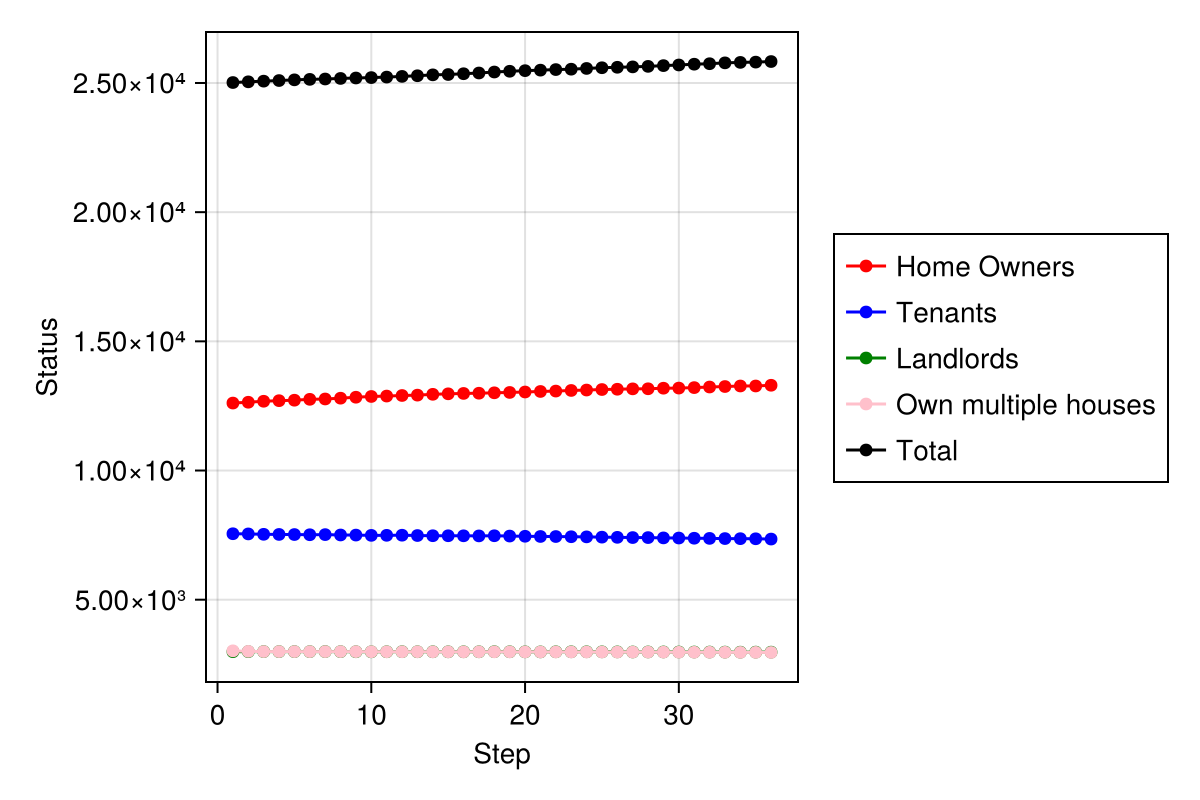 2.50×10⁴
2.00×10⁴
1.50×10⁴
1.00×10⁴
5.00×10³
Status
0 10 20 30
Step
Home Owners
Tenants
Landlords
Own multiple houses
Total